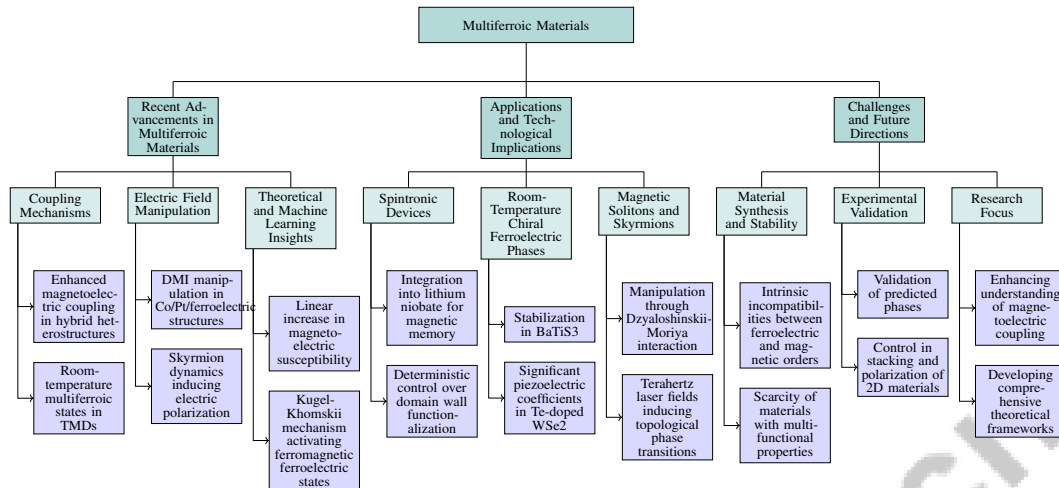 Multiferroic Materials
Recent Ad-
vancements in
Multiferroic
Materials
Applications
and Tech-
nological
Implications
Challenges
and Future
Directions
Coupling
Mechanisms
Electric Field
Manipulation
Theoretical and
Machine
Learning
Insights
Spintronic
Devices
Room-
Temperature
Chiral
Ferroelectric
Phases
Magnetic
Solitons and
Skyrmions
Material
Synthesis
and Stability
Experimental
Validation
Research
Focus
Enhanced
magnetoelec-
tric coupling
in hybrid het-
erostructures
Room-
temperature
multiferroic
states in
TMDs
DMI manip-
ulation in
Co/Pt/ferroelectric
structures
Skyrmion
dynamics
inducing
electric
polarization
Linear
increase in
magneto-
electric
susceptibility
Kugel-
Khomskii
mechanism
activating
ferromagnetic
ferroelectric
states
Integration
into lithium
niobate for
magnetic
memory
Deterministic
control over
domain wall
function-
alization
Stabilization
in BaTiS3
Significant
piezoelectric
coefficients
in Te-doped
WSe2
Manipulation
through
Dzyaloshinskii-
Moriya
interaction
Terahertz
laser fields
inducing
topological
phase
transitions
Intrinsic
incompatibil-
ities between
ferroelectric
and mag-
netic orders
Scarcity of
materials
with multi-
functional
properties
Validation
of predicted
phases
Control in
stacking and
polarization of
2D materials
Enhancing
understanding
of magne-
toelectric
coupling
Developing
compre-
hensive
theoretical
frameworks